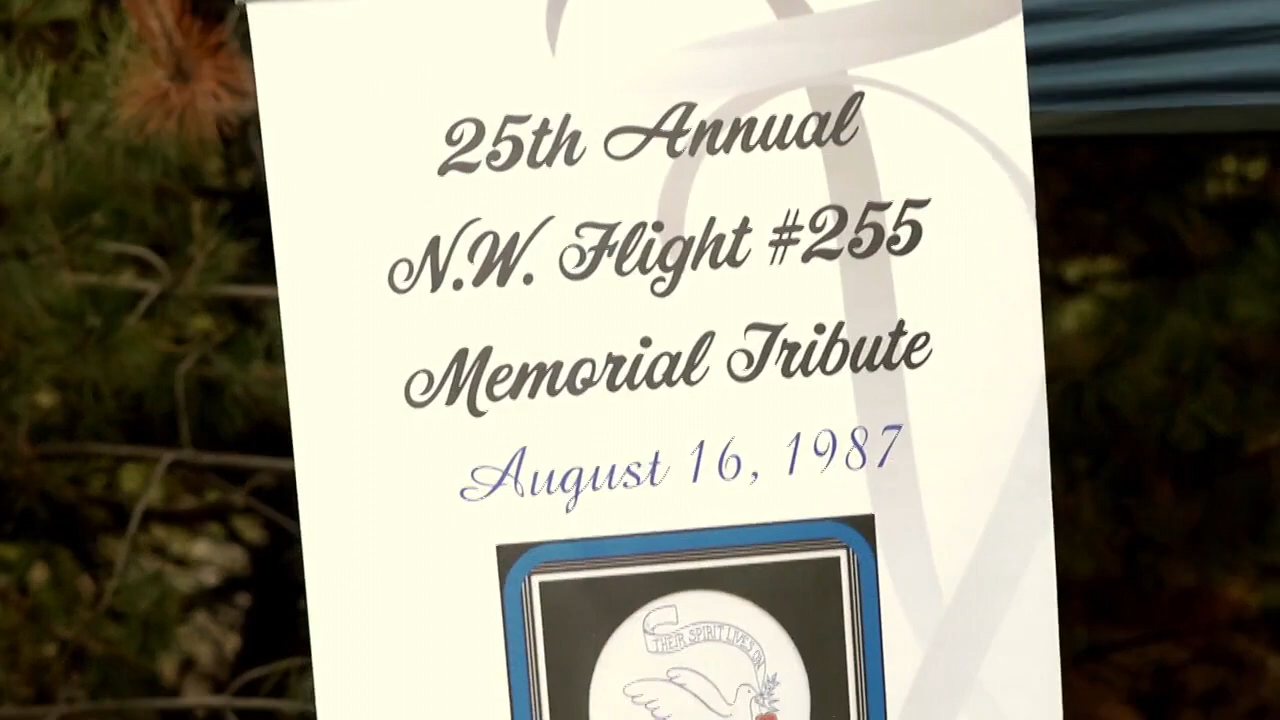 25th Annual
N.W. Flight #255
Memorial Tribute
August 16, 1987
THEIR SPIRIT LIVES ON